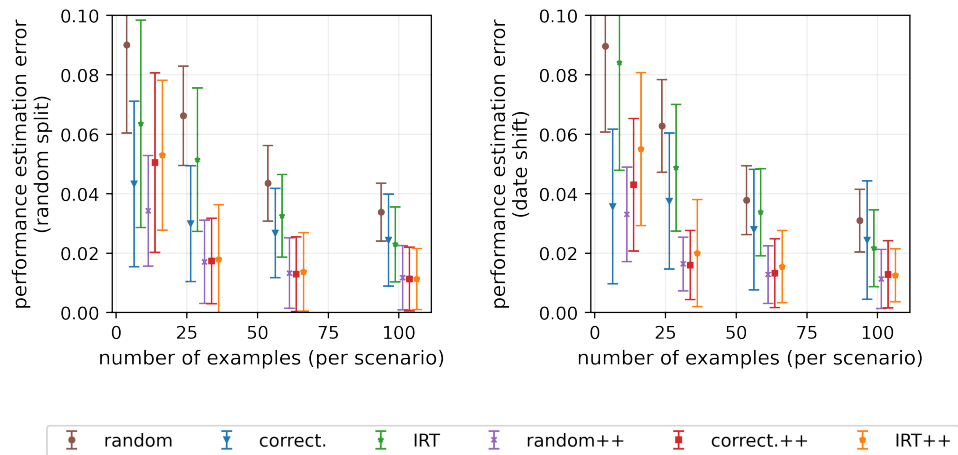 performance estimation error
(random split)
0.10
0.08
0.06
0.04
0.02
0.00
0 25 50 75 100
number of examples (per scenario)
performance estimation error
(date shift)
0.10
0.08
0.06
0.04
0.02
0.00
0 25 50 75 100
number of examples (per scenario)
random correct. IRT random++ correct.++ IRT++